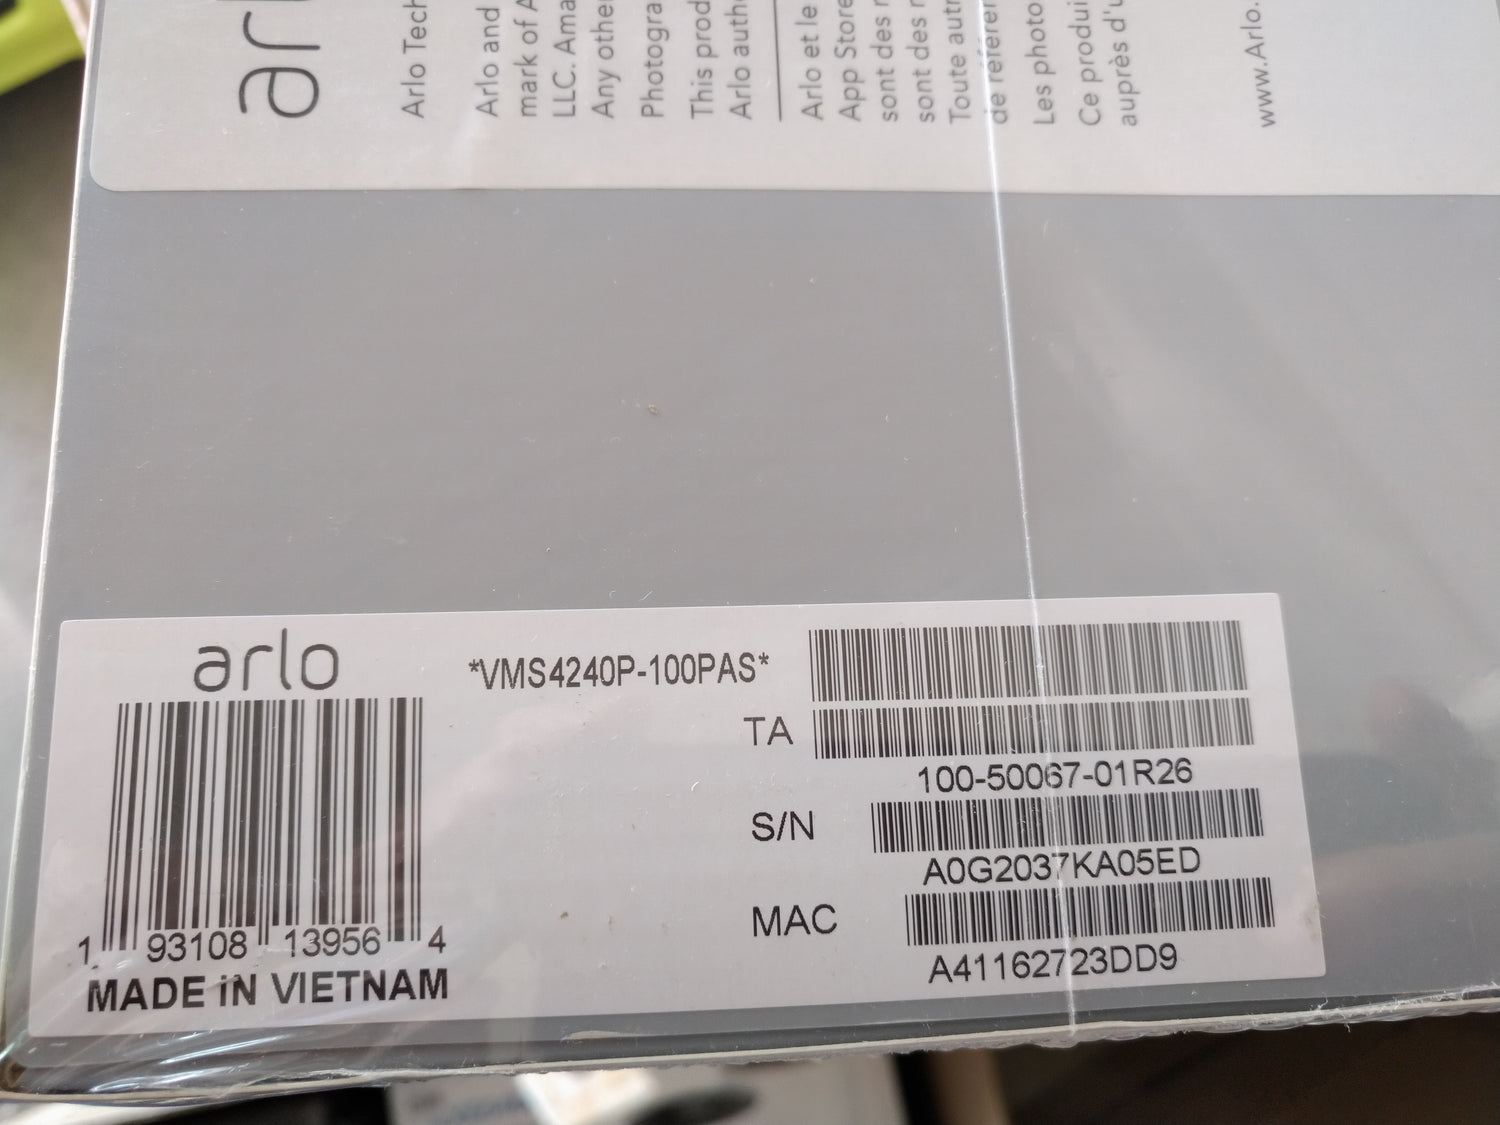 arlo
Arlo Tech
Arlo and
mark of A
LLC. Ama
Any other
Photogra
This prod
Arlo auth
Arlo et le
App Store
sont des r
sont des r
Toute autr
de référen
Les photo
Ce produi
auprès d'u
www.Arlo.
arlo
*VMS4240P-100PAS*
TA
100-50067-01R26
S/N
A0G2037KA05ED
MAC
A41162723DD9
1 93108 13956 4
MADE IN VIETNAM